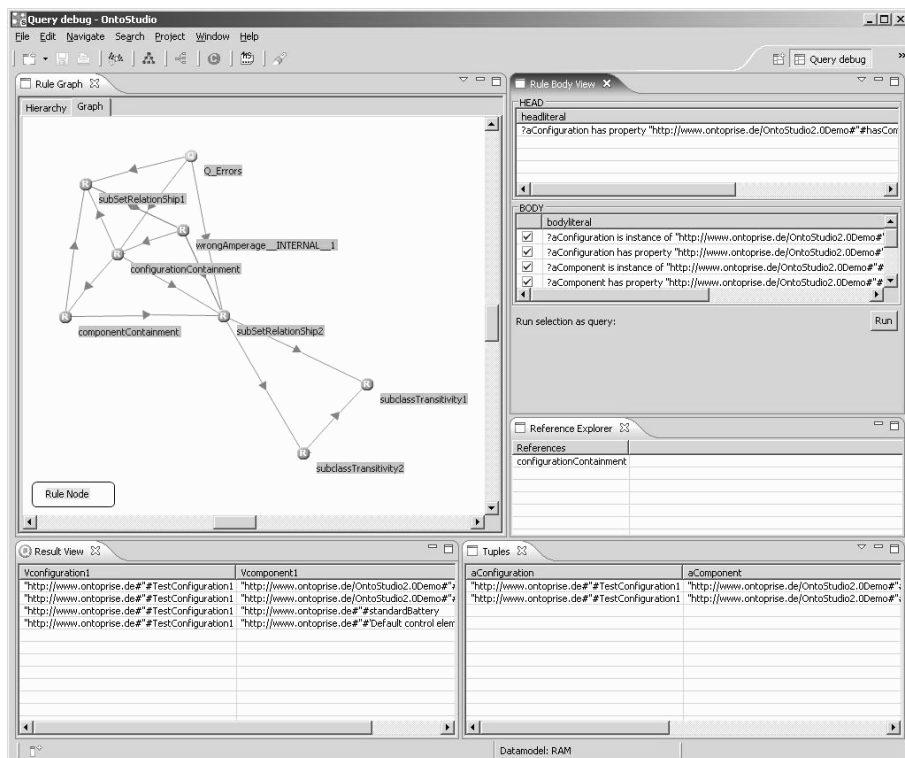 Query debug - OntoStudio
File Edit Navigate Search Project Window Help
Query debug
»
Rule Graph
Hierarchy Graph
Q_Errors
subSetRelationShip1
wrongAmperage__INTERNAL__1
configurationContainment
componentContainment
subSetRelationShip2
subclassTransitivity1
subclassTransitivity2
Rule Node
Rule Body View
HEAD
headliteral
?aConfiguration has property "http://www.ontoprise.de/OntoStudio2.0Demo#"#hasCom
BODY
bodyliteral
?aConfiguration is instance of "http://www.ontoprise.de/OntoStudio2.0Demo#"
?aConfiguration has property "http://www.ontoprise.de/OntoStudio2.0Demo#"
?aComponent is instance of "http://www.ontoprise.de/OntoStudio2.0Demo#"#
?aComponent has property "http://www.ontoprise.de/OntoStudio2.0Demo#"#
Run selection as query: Run
Reference Explorer
References
configurationContainment
Result View
Vconfiguration1 Vcomponent1
"http://www.ontoprise.de#"#TestConfiguration1 "http://www.ontoprise.de/OntoStudio2.0Demo#"#
"http://www.ontoprise.de#"#TestConfiguration1 "http://www.ontoprise.de/OntoStudio2.0Demo#"#
"http://www.ontoprise.de#"#TestConfiguration1 "http://www.ontoprise.de#"#standardBattery
"http://www.ontoprise.de#"#TestConfiguration1 "http://www.ontoprise.de#"#"Default control elem
Tuples
aConfiguration aComponent
"http://www.ontoprise.de#"#TestConfiguration1 "http://www.ontoprise.de/OntoStudio2.0Demo#"#
"http://www.ontoprise.de#"#TestConfiguration1 "http://www.ontoprise.de/OntoStudio2.0Demo#"#
Datamodel: RAM